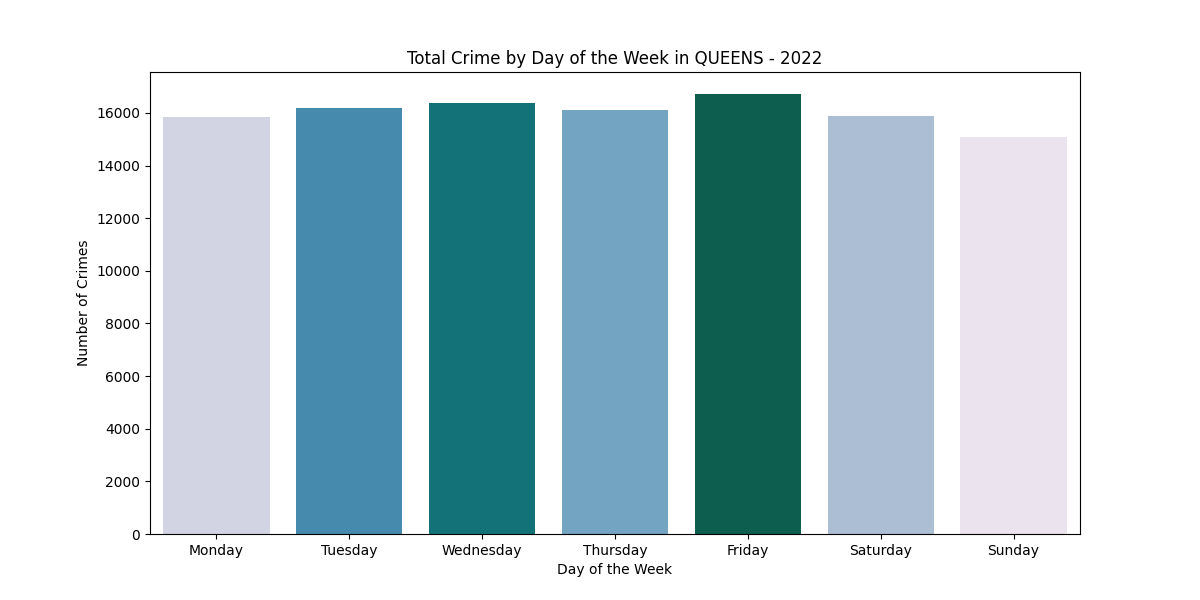 Total Crime by Day of the Week in QUEENS - 2022
Number of Crimes
16000
14000
12000
10000
8000
6000
4000
2000
0
Monday Tuesday Wednesday Thursday Friday Saturday Sunday
Day of the Week